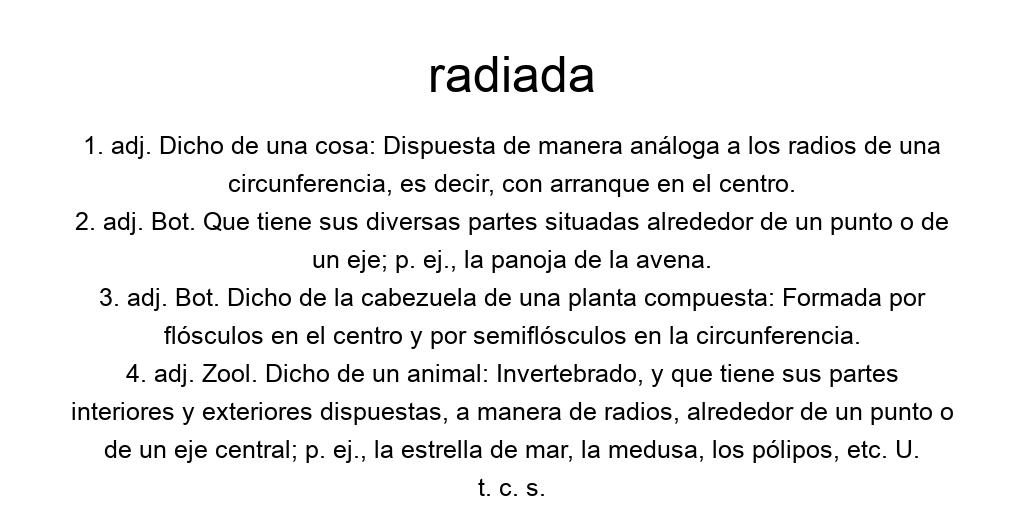 radiada
1. adj. Dicho de una cosa: Dispuesta de manera análoga a los radios de una
circunferencia, es decir, con arranque en el centro.
2. adj. Bot. Que tiene sus diversas partes situadas alrededor de un punto o de
un eje; p. ej., la panoja de la avena.
3. adj. Bot. Dicho de la cabezuela de una planta compuesta: Formada por
flósculos en el centro y por semiflósculos en la circunferencia.
4. adj. Zool. Dicho de un animal: Invertebrado, y que tiene sus partes
interiores y exteriores dispuestas, a manera de radios, alrededor de un punto o
de un eje central; p. ej., la estrella de mar, la medusa, los pólipos, etc. U.
t. c. s.